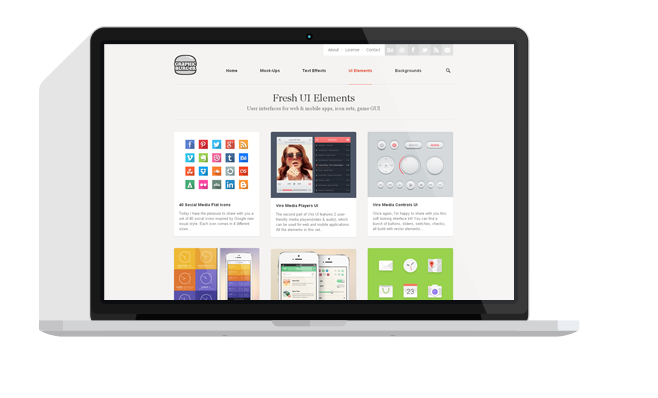 About License Contact
GRAPHIC
BURGER
Home Mock-Ups Text Effects UI Elements Backgrounds
Fresh UI Elements
User interfaces for web & mobile apps, icon sets, game GUI
40 Social Media Flat Icons
Today I have the pleasure to share with you a
set of 40 social icons inspired by Google new
visual style. Each icon comes in 4 different
sizes
Vivo Media Players UI
The second part of Vivi UI features 2 user-
friendly media players(video & audio), which
can be used for web and mobile applications.
All the elements in this set
Vivo Media Controls UI
Once again, I'm happy to share with you this
soft looking interface kit! You can find a
bunch of buttons, sliders, switches, checks,
all build with vector elements
23